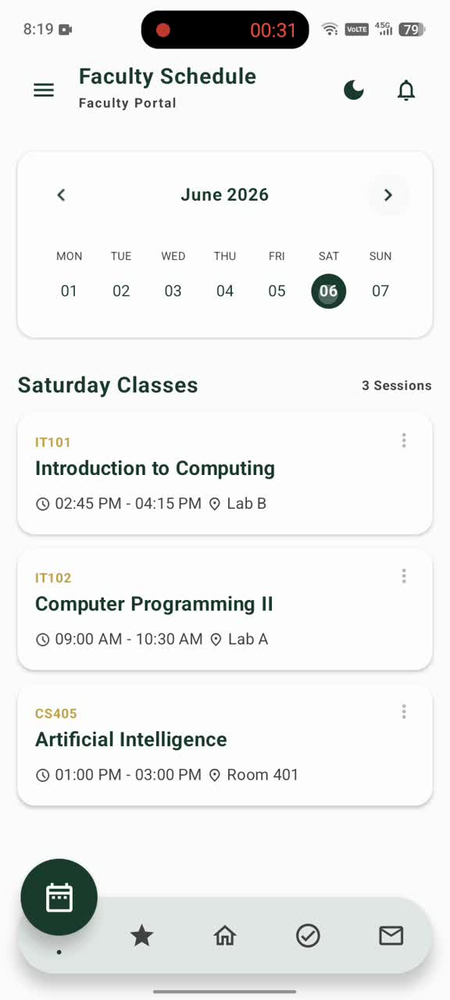 8:19
00:31
VoLTE
4.5G
79
Faculty Schedule
Faculty Portal
June 2026
MON TUE WED THU FRI SAT SUN
01 02 03 04 05 06 07
Saturday Classes
3 Sessions
IT101
Introduction to Computing
02:45 PM - 04:15 PM Lab B
IT102
Computer Programming II
09:00 AM - 10:30 AM Lab A
CS405
Artificial Intelligence
01:00 PM - 03:00 PM Room 401